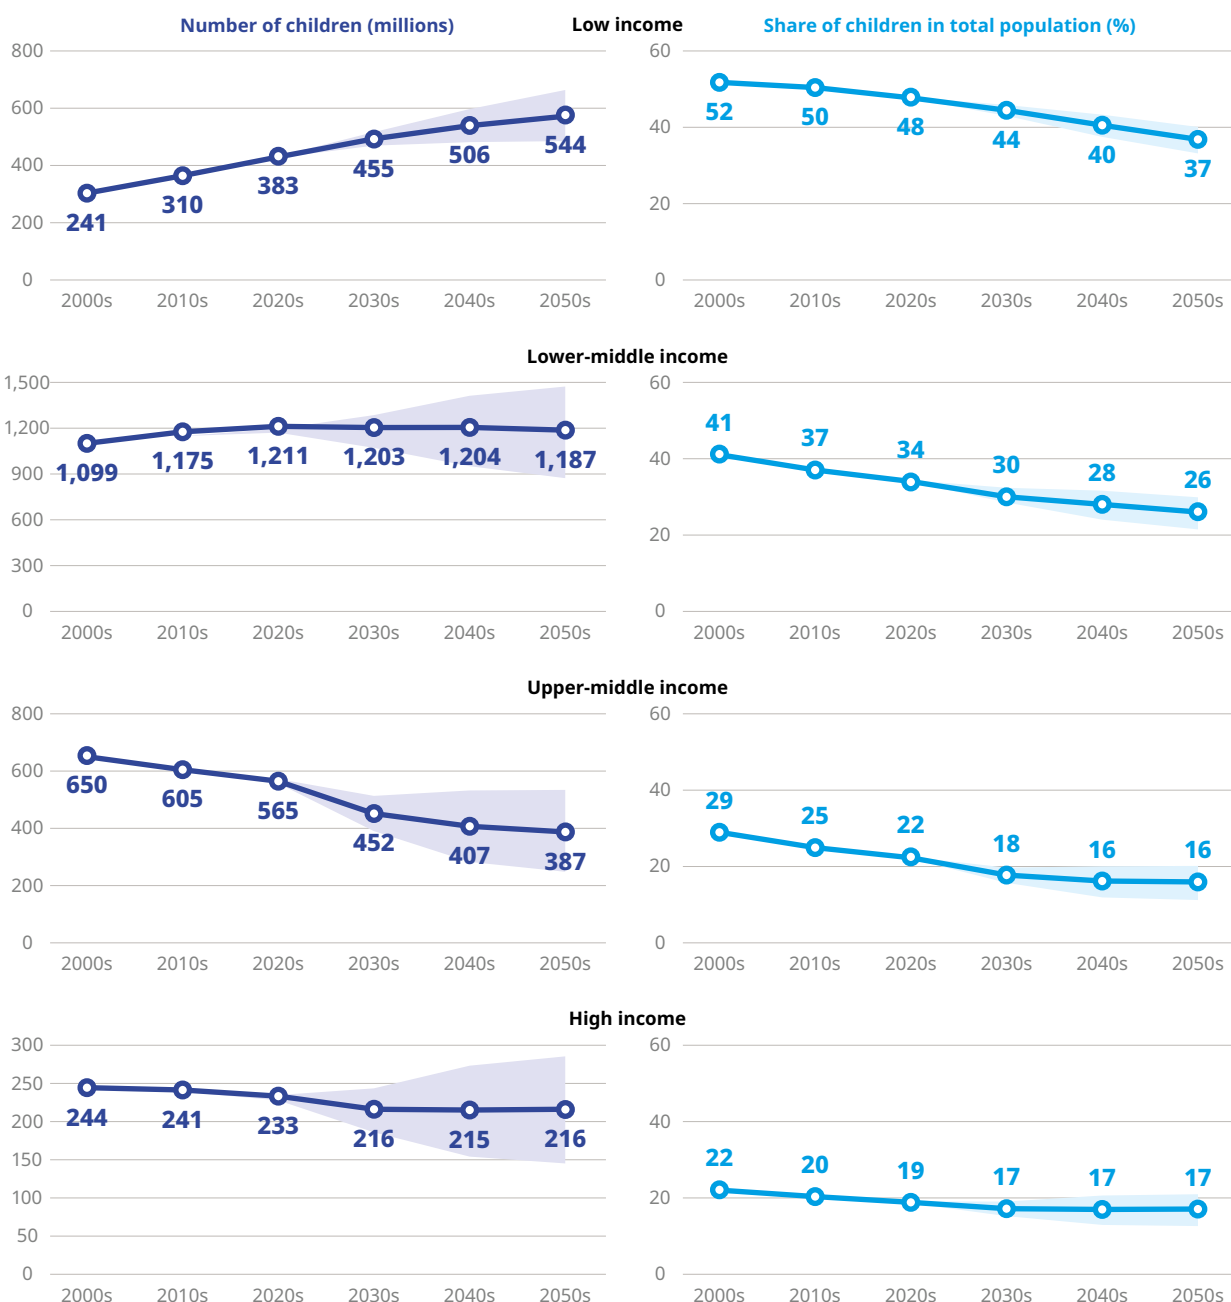 Number of children (millions) Low income Share of children in total population (%)
800 60
600
52 50 48 44 40 37
40
544
506
455
400
383
310
241
200 20
0 0
2000s 2010s 2020s 2030s 2040s 2050s 2000s 2010s 2020s 2030s 2040s 2050s
Lower-middle income
1,500 60
41 37 34 30 28 26
1,200 40
1,099 1,175 1,211 1,203 1,204 1,187
900
600 20
300
0 0
2000s 2010s 2020s 2030s 2040s 2050s 2000s 2010s 2020s 2030s 2040s 2050s
Upper-middle income
800 60
600 40
650 605 565 452 407 387
29 25 22 18 16 16
400
200 20
0 0
2000s 2010s 2020s 2030s 2040s 2050s 2000s 2010s 2020s 2030s 2040s 2050s
High income
300 60
250
244 241 233 216 215 216
200 40
150
22 20 19 17 17 17
100 20
50
0 0
2000s 2010s 2020s 2030s 2040s 2050s 2000s 2010s 2020s 2030s 2040s 2050s